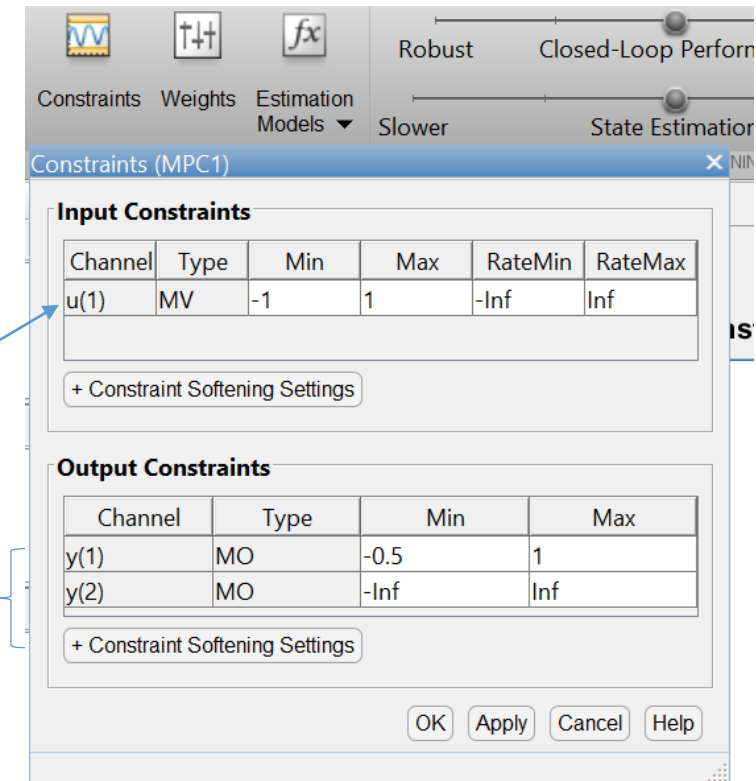 Constraints Weights Estimation Models
Robust Closed-Loop Perform
Slower State Estimation
Constraints (MPC1)
NIN
Input Constraints
Channel Type Min Max RateMin RateMax
u(1) MV -1 1 -Inf Inf
+ Constraint Softening Settings
Output Constraints
Channel Type Min Max
y(1) MO -0.5 1
y(2) MO -Inf Inf
+ Constraint Softening Settings
OK Apply Cancel Help